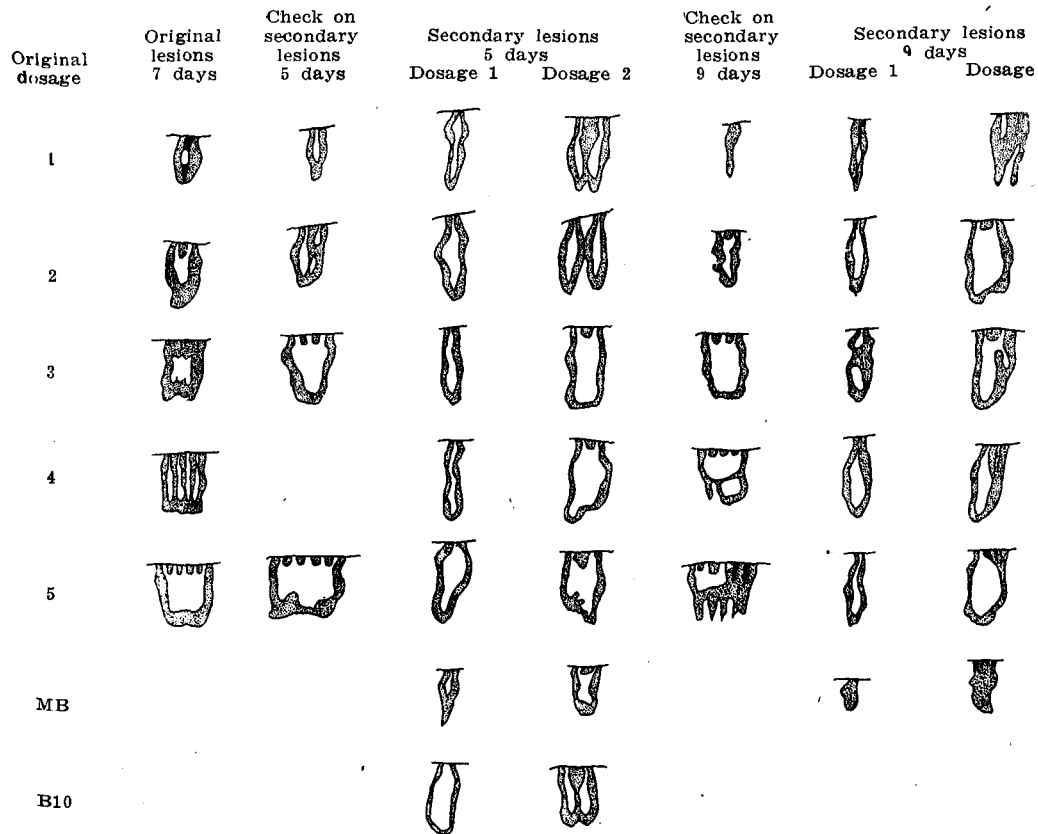 Original dosage
Original lesions 7 days
Check on secondary lesions 5 days
Secondary lesions 5 days
Dosage 1 Dosage 2
Check on secondary lesions 9 days
Secondary lesions 9 days
Dosage 1 Dosage
1
2
3
4
5
MB
B10